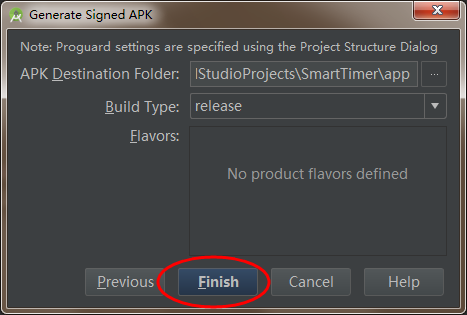 Generate Signed APK
Note: Proguard settings are specified using the Project Structure Dialog
APK Destination Folder: lStudioProjects\SmartTimer\app ...
Build Type: release
Flavors:
No product flavors defined
Previous Finish Cancel Help